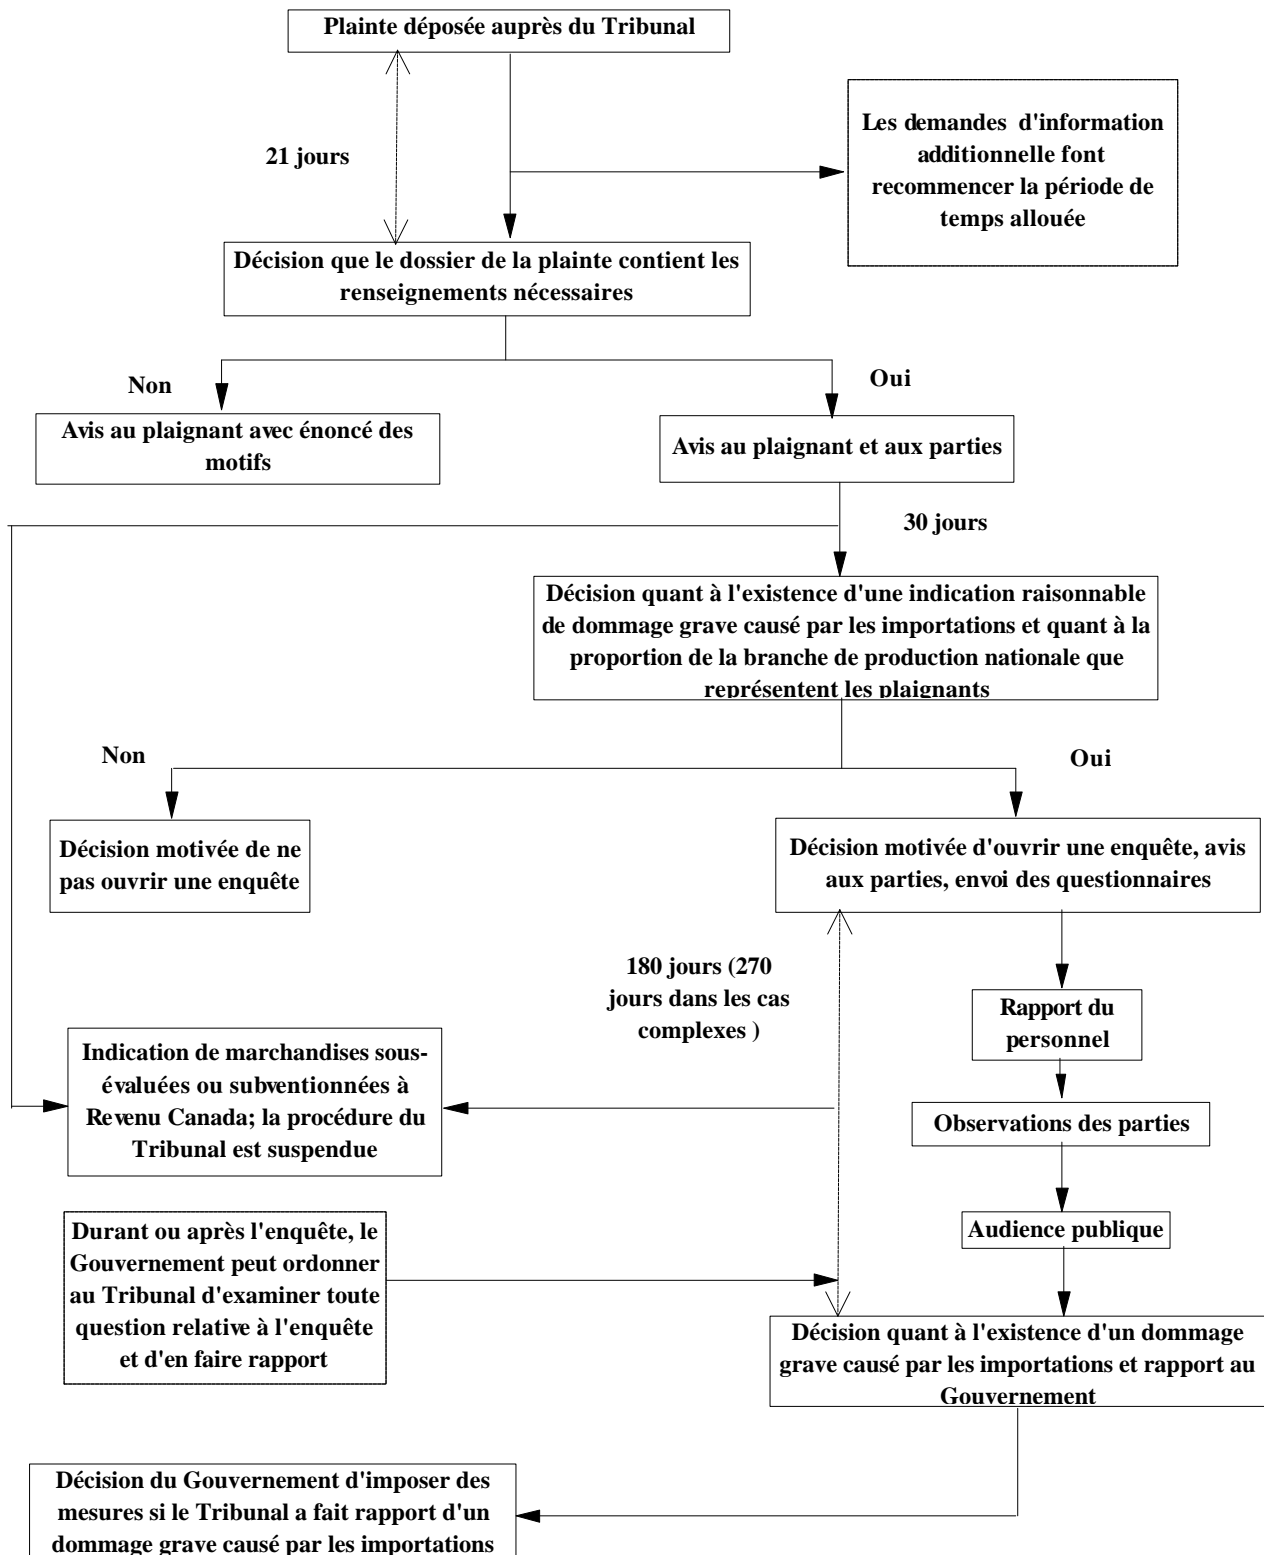 Plainte déposée auprès du Tribunal
21 jours
Les demandes d'information
additionnelle font
recommencer la période de
temps allouée
Décision que le dossier de la plainte contient les
renseignements nécessaires
Non
Oui
Avis au plaignant avec énoncé des
motifs
Avis au plaignant et aux parties
30 jours
Décision quant à l'existence d'une indication raisonnable
de dommage grave causé par les importations et quant à la
proportion de la branche de production nationale que
représentent les plaignants
Non
Oui
Décision motivée de ne
pas ouvrir une enquête
Décision motivée d'ouvrir une enquête, avis
aux parties, envoi des questionnaires
180 jours (270
jours dans les cas
complexes )
Rapport du
personnel
Indication de marchandises sous-
évaluées ou subventionnées à
Revenu Canada; la procédure du
Tribunal est suspendue
Observations des parties
Audience publique
Durant ou après l'enquête, le
Gouvernement peut ordonner
au Tribunal d'examiner toute
question relative à l'enquête
et d'en faire rapport
Décision quant à l'existence d'un dommage
grave causé par les importations et rapport au
Gouvernement
Décision du Gouvernement d'imposer des
mesures si le Tribunal a fait rapport d'un
dommage grave causé par les importations